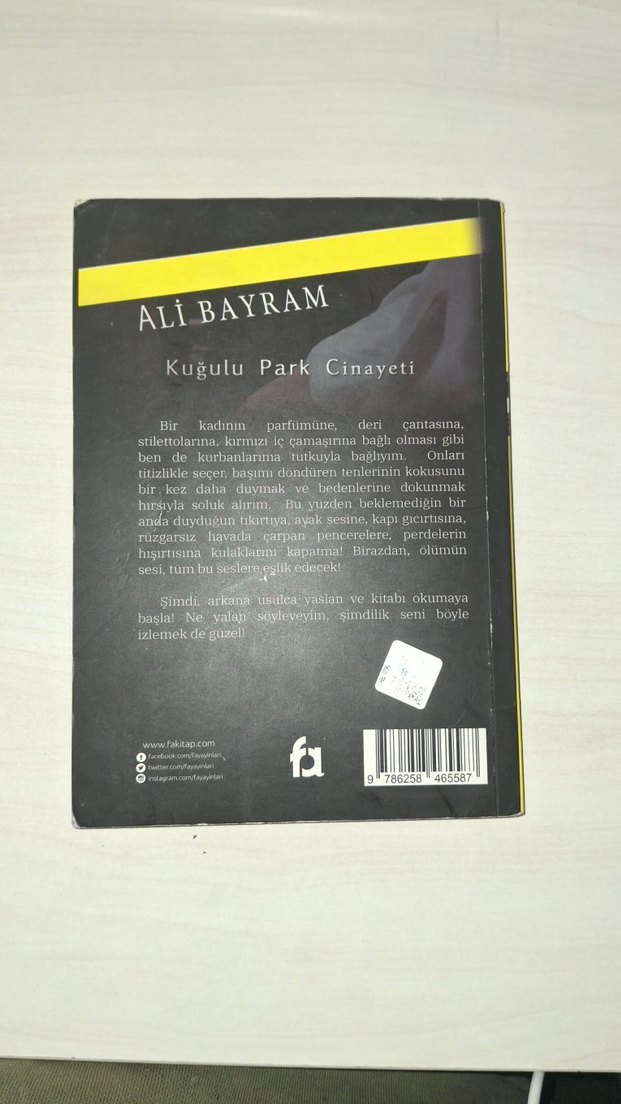 ALİ BAYRAM
Kuğulu Park Cinayeti
Bir kadının parfümüne, deri çantasına,
stilettolarına, kırmızı iç çamaşırına bağlı olması gibi
ben de kurbanlarıma tutkuyla bağlıyım. Onları
titizlikle seçer, başımı döndüren tenlerinin kokusunu
bir kez daha duymak ve bedenlerine dokunmak
hırsıyla soluk alırım. Bu yüzden beklemediğin bir
anda duyduğun tıkırtıya, ayak sesine, kapı gıcırtısına,
rüzgarsız havada çarpan pencerelere, perdelerin
hışırtısına kulaklarını kapatma! Birazdan, ölümün
sesi, tüm bu seslere eşlik edecek!
Şimdi, arkana usulca yaslan ve kitabı okumaya
başla! Ne yalan söyleyeyim, şimdilik seni böyle
izlemek de güzel!
www.fakitap.com
facebook.com/fayayinlari
twitter.com/fayayinlari
instagram.com/fayayinlari
fa
9 786258 465587